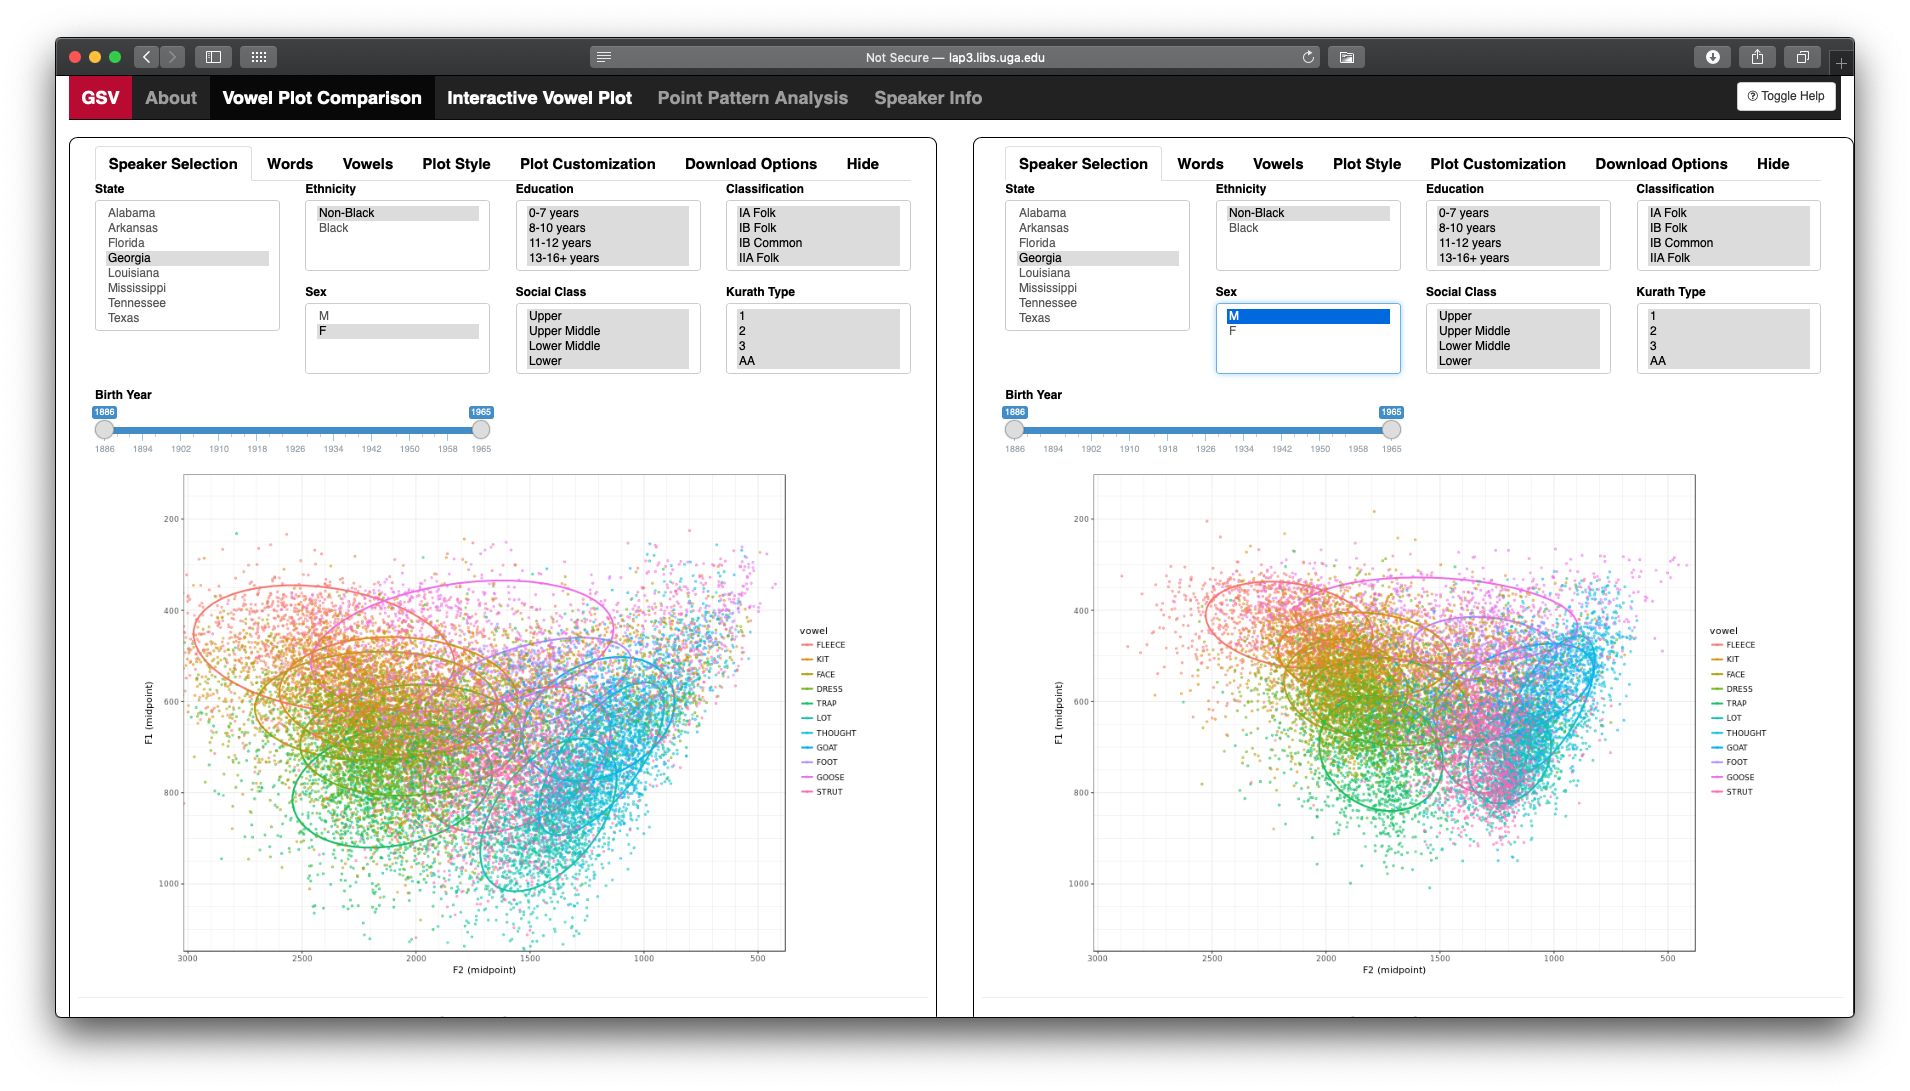 Not Secure — lap3.libs.uga.edu
GSV About Vowel Plot Comparison Interactive Vowel Plot Point Pattern Analysis Speaker Info Toggle Help
Speaker Selection Words Vowels Plot Style Plot Customization Download Options Hide
State
Alabama
Arkansas
Florida
Georgia
Louisiana
Mississippi
Tennessee
Texas
Ethnicity
Non-Black
Black
Sex
M
F
Education
0-7 years
8-10 years
11-12 years
13-16+ years
Social Class
Upper
Upper Middle
Lower Middle
Lower
Classification
IA Folk
IB Folk
IB Common
IIA Folk
Kurath Type
1
2
3
AA
Birth Year
1886 1965
1886 1894 1902 1910 1918 1926 1934 1942 1950 1958 1965
F1 (midpoint)
200
400
600
800
1000
3000 2500 2000 1500 1000 500
F2 (midpoint)
vowel
FLEECE
KIT
FACE
DRESS
TRAP
LOT
THOUGHT
GOAT
FOOT
GOOSE
STRUT
Speaker Selection Words Vowels Plot Style Plot Customization Download Options Hide
State
Alabama
Arkansas
Florida
Georgia
Louisiana
Mississippi
Tennessee
Texas
Ethnicity
Non-Black
Black
Sex
M
F
Education
0-7 years
8-10 years
11-12 years
13-16+ years
Social Class
Upper
Upper Middle
Lower Middle
Lower
Classification
IA Folk
IB Folk
IB Common
IIA Folk
Kurath Type
1
2
3
AA
Birth Year
1886 1965
1886 1894 1902 1910 1918 1926 1934 1942 1950 1958 1965
F1 (midpoint)
200
400
600
800
1000
3000 2500 2000 1500 1000 500
F2 (midpoint)
vowel
FLEECE
KIT
FACE
DRESS
TRAP
LOT
THOUGHT
GOAT
FOOT
GOOSE
STRUT